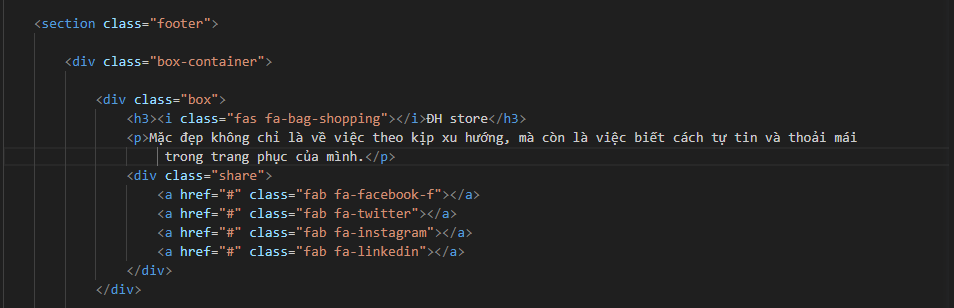 <section class="footer">
<div class="box-container">
<div class="box">
<h3><i class="fas fa-bag-shopping"></i>ĐH store</h3>
<p>Mặc đẹp không chỉ là về việc theo kịp xu hướng, mà còn là việc biết cách tự tin và thoải mái
trong trang phục của mình.</p>
<div class="share">
<a href="#" class="fab fa-facebook-f"></a>
<a href="#" class="fab fa-twitter"></a>
<a href="#" class="fab fa-instagram"></a>
<a href="#" class="fab fa-linkedin"></a>
</div>
</div>